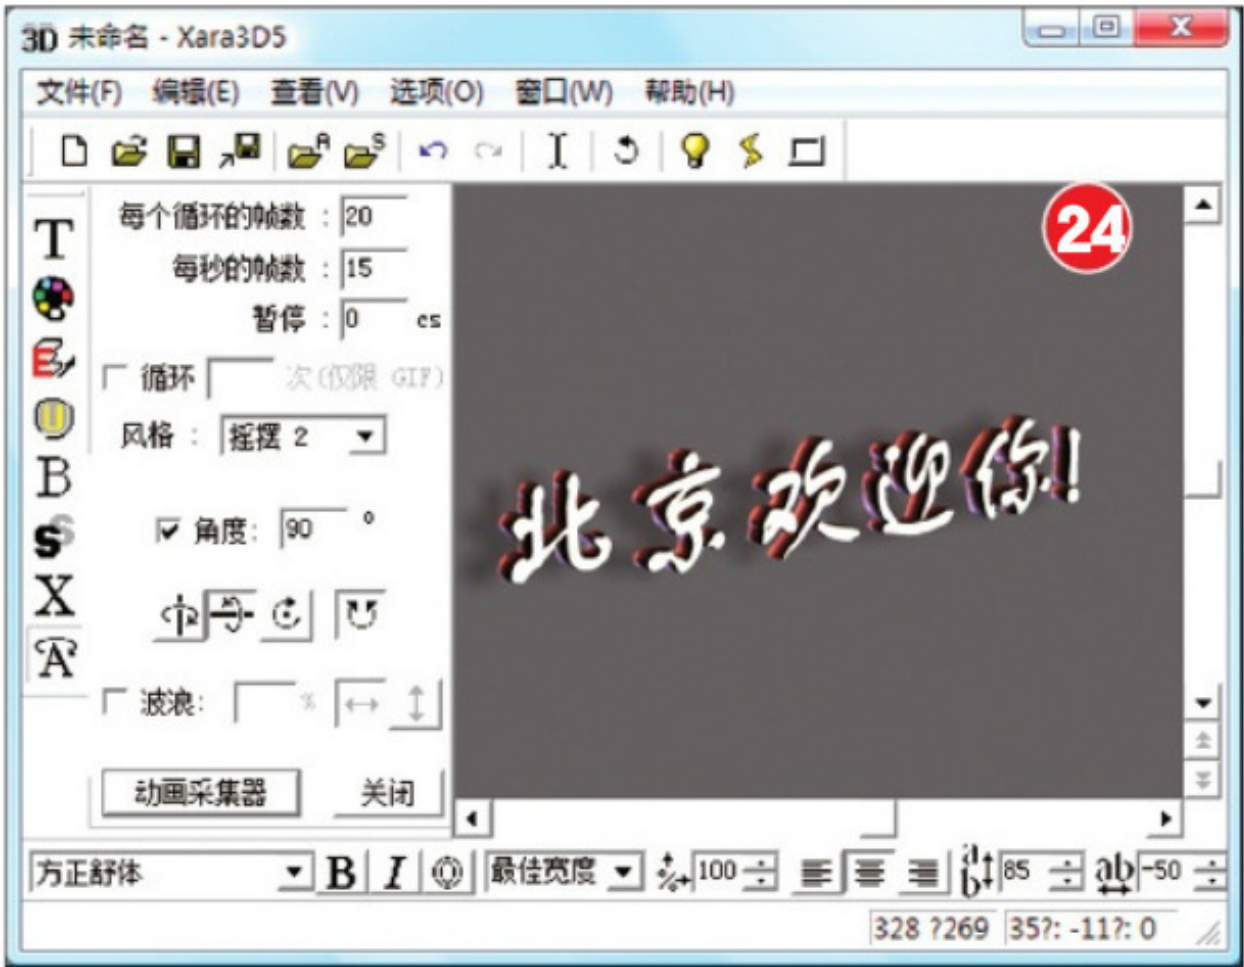 3D 未命名 - Xara3D5
文件(F) 编辑(E) 查看(V) 选项(O) 窗口(W) 帮助(H)
每个循环的帧数 : 20
每秒的帧数 : 15
暂停 : 0 cs
循环 次(仅限 GIF)
风格 : 摇摆 2
角度: 90 °
波浪: %
动画采集器 关闭
24
北京欢迎你!
方正舒体 B I 最佳宽度 100 85 -50
328 ?269 35?: -11?: 0